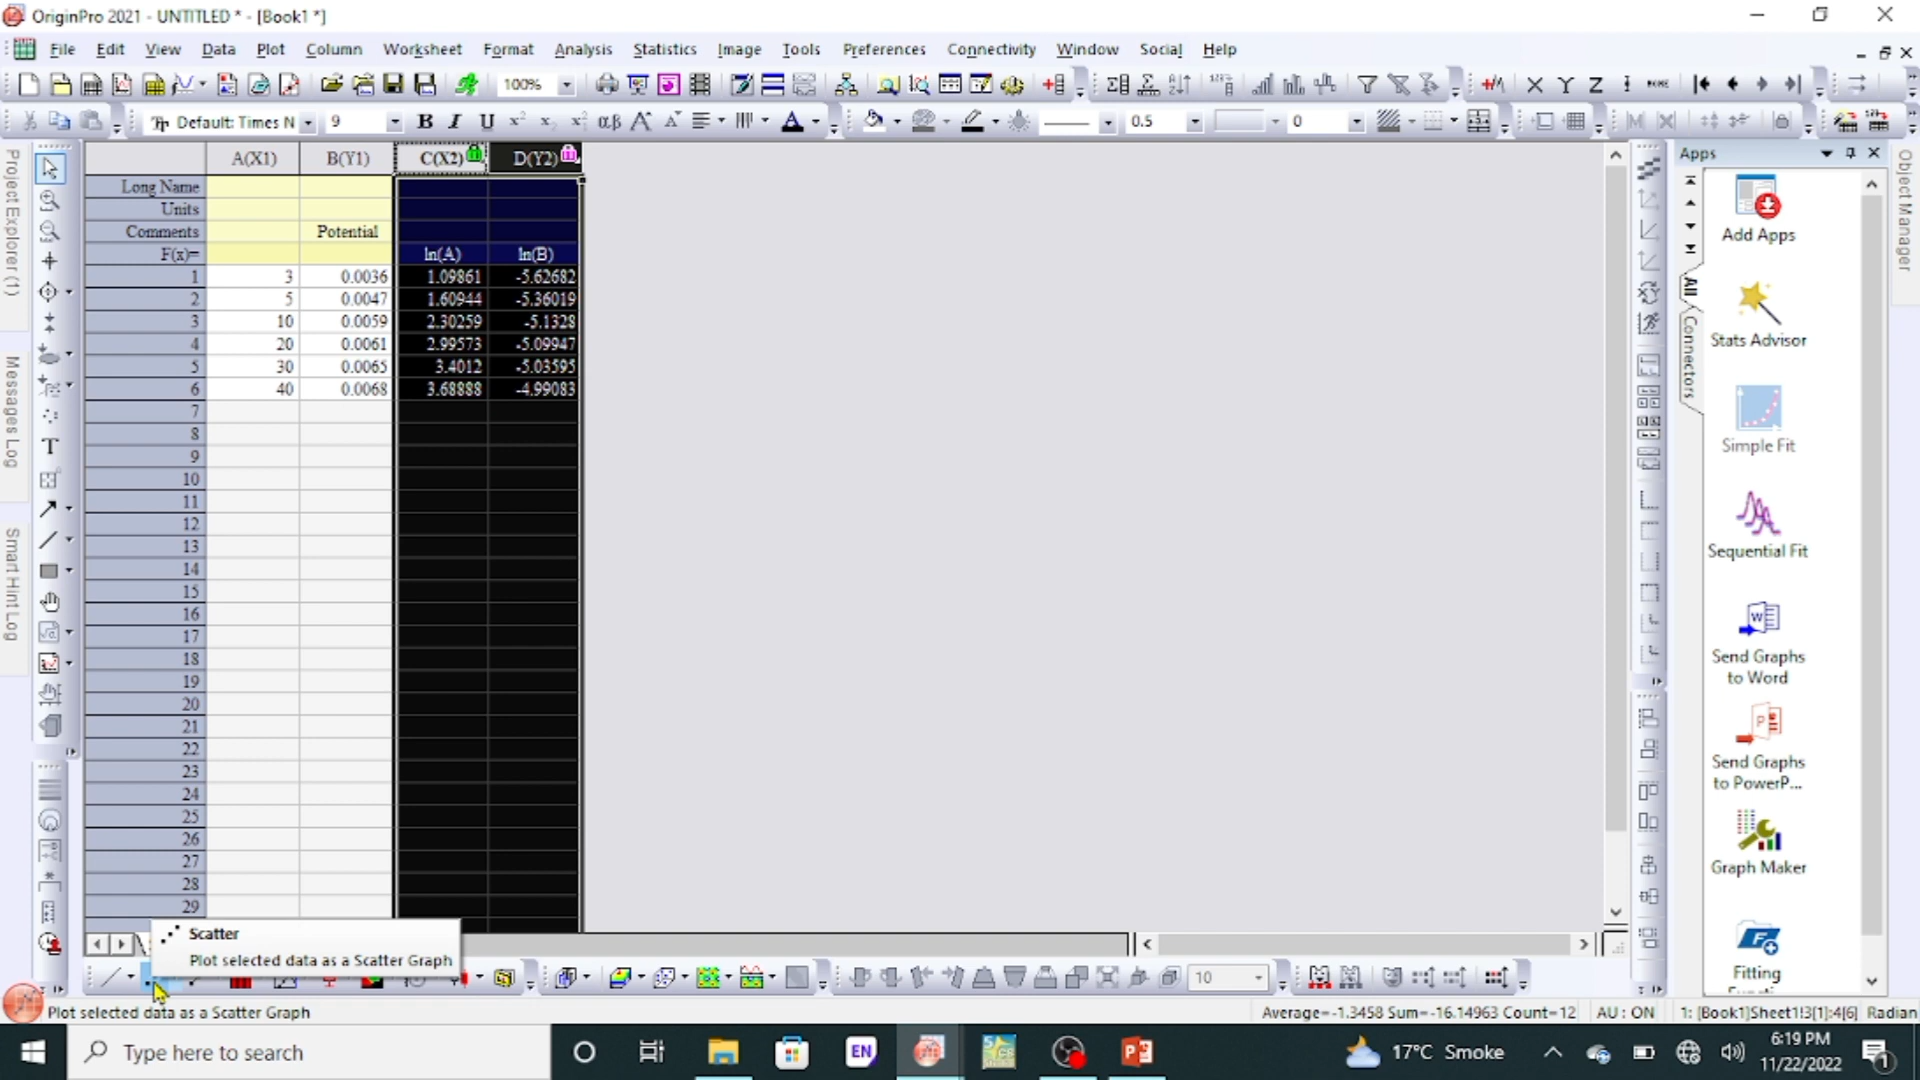 OriginPro 2021 - UNTITLED * - [Book1 *]
File Edit View Data Plot Column Worksheet Format Analysis Statistics Image Tools Preferences Connectivity Window Social Help
100%
X Y Z
Default: Times N 9 B I U 0.5 0
Project Explorer (1)
Messages Log
Smart Hint Log
A(X1) B(Y1) C(X2) D(Y2)
Long Name
Units
Comments Potential
F(x)= ln(A) ln(B)
1 3 0.0036 1.09861 -5.62682
2 5 0.0047 1.60944 -5.36019
3 10 0.0059 2.30259 -5.1328
4 20 0.0061 2.99573 -5.09947
5 30 0.0065 3.4012 -5.03595
6 40 0.0068 3.68888 -4.99083
7
8
9
10
11
12
13
14
15
16
17
18
19
20
21
22
23
24
25
26
27
28
29
Scatter
Plot selected data as a Scatter Graph
10
Apps
All
Connectors
Add Apps
Stats Advisor
Simple Fit
Sequential Fit
Send Graphs
to Word
Send Graphs
to PowerP...
Graph Maker
Fitting
Object Manager
Plot selected data as a Scatter Graph
Average=-1.3458 Sum=-16.14963 Count=12 AU : ON 1: [Book1]Sheet1!3[1]:4[6] Radian
Type here to search
EN
17°C Smoke
6:19 PM
11/22/2022
1